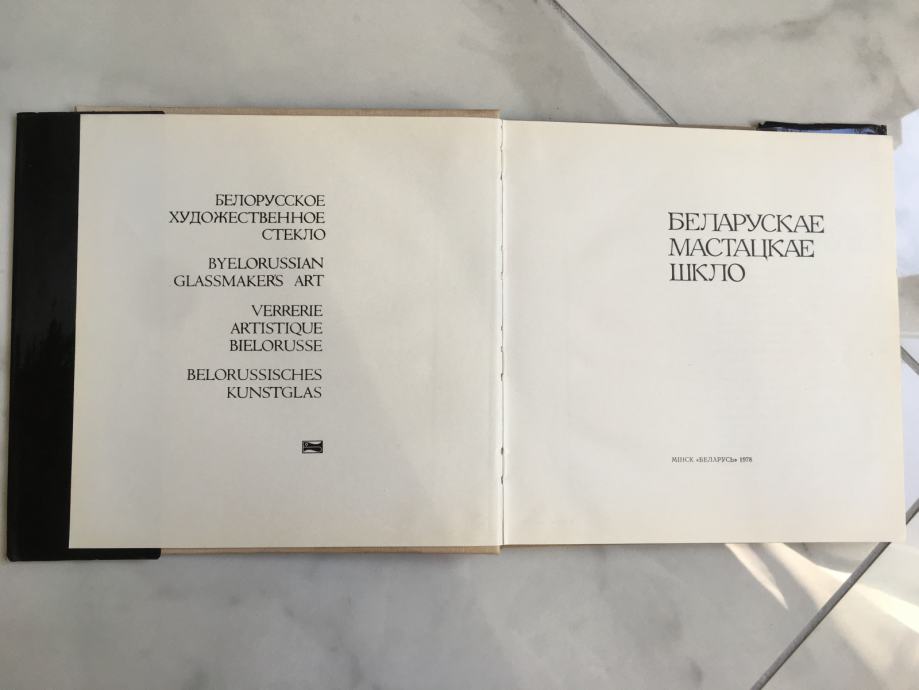 БЕЛОРУССКОЕ
ХУДОЖЕСТВЕННОЕ
СТЕКЛО
BYELORUSSIAN
GLASSMAKER'S ART
VERRERIE
ARTISTIQUE
BIELORUSSE
BELORUSSISCHES
KUNSTGLAS
БЕЛАРУСКАЕ
МАСТАЦКАЕ
ШКЛО
МІНСК «БЕЛАРУСЬ» 1978